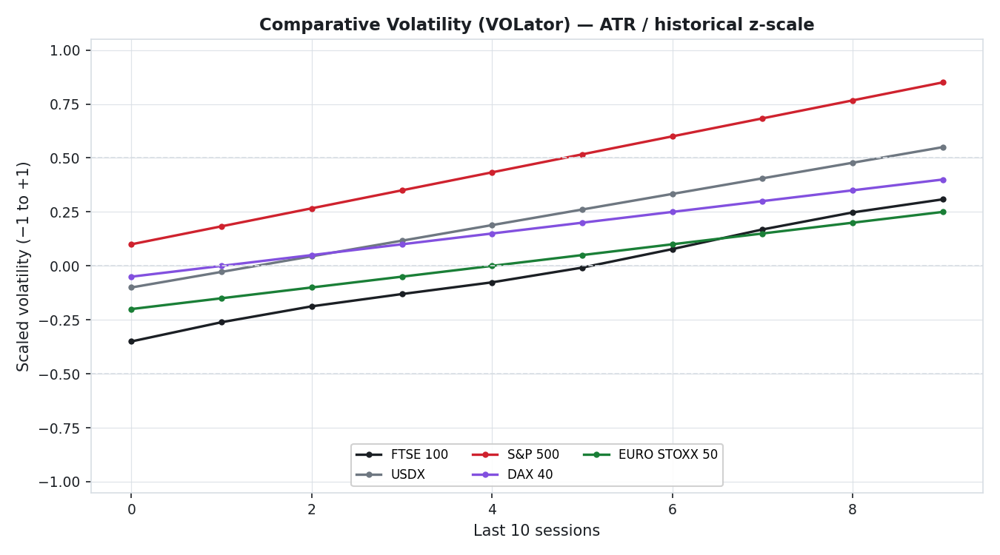 Comparative Volatility (VOLator) — ATR / historical z-scale
Scaled volatility (−1 to +1)
1.00
0.75
0.50
0.25
0.00
−0.25
−0.50
−0.75
−1.00
FTSE 100
USDX
S&P 500
DAX 40
EURO STOXX 50
0
2
4
6
8
Last 10 sessions